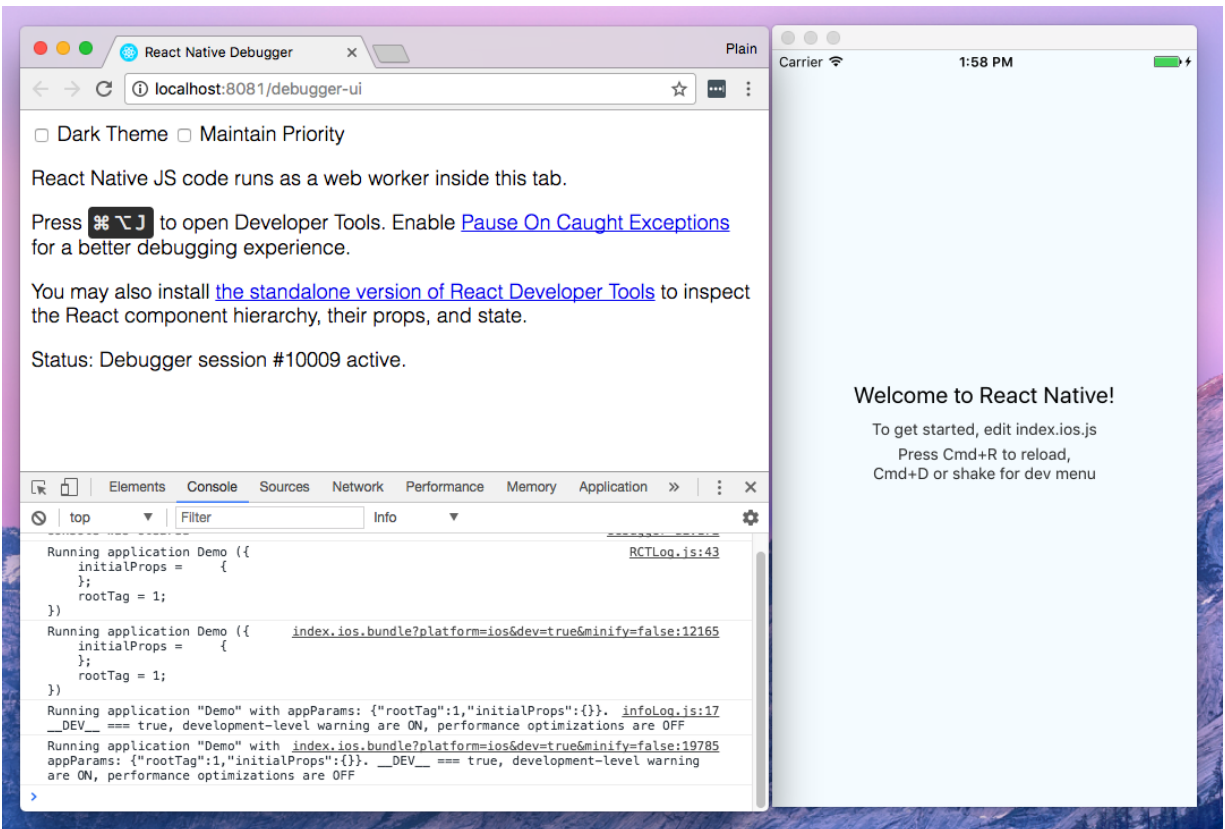 React Native Debugger
Plain
localhost:8081/debugger-ui
Dark Theme Maintain Priority
React Native JS code runs as a web worker inside this tab.
Press ⌘⌥J to open Developer Tools. Enable Pause On Caught Exceptions
for a better debugging experience.
You may also install the standalone version of React Developer Tools to inspect
the React component hierarchy, their props, and state.
Status: Debugger session #10009 active.
Elements Console Sources Network Performance Memory Application »
top Filter Info
Running application Demo ({ RCTLog.js:43
initialProps = {
};
rootTag = 1;
})
Running application Demo ({ index.ios.bundle?platform=ios&dev=true&minify=false:12165
initialProps = {
};
rootTag = 1;
})
Running application "Demo" with appParams: {"rootTag":1,"initialProps":{}}. infoLog.js:17
__DEV__ === true, development-level warning are ON, performance optimizations are OFF
Running application "Demo" with index.ios.bundle?platform=ios&dev=true&minify=false:19785
appParams: {"rootTag":1,"initialProps":{}}. __DEV__ === true, development-level warning
are ON, performance optimizations are OFF
>
Carrier 1:58 PM
Welcome to React Native!
To get started, edit index.ios.js
Press Cmd+R to reload,
Cmd+D or shake for dev menu